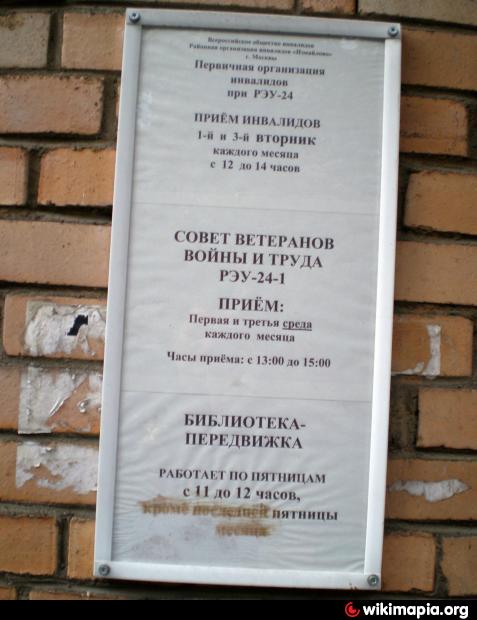 Всероссийское общество инвалидов
Районная организация инвалидов «Измайлово»
г. Москвы
Первичная организация
инвалидов
при РЭУ-24
ПРИЁМ ИНВАЛИДОВ
1-й и 3-й вторник
каждого месяца
с 12 до 14 часов
СОВЕТ ВЕТЕРАНОВ
ВОЙНЫ И ТРУДА
РЭУ-24-1
ПРИЁМ:
Первая и третья среда
каждого месяца
Часы приёма: с 13:00 до 15:00
БИБЛИОТЕКА-
ПЕРЕДВИЖКА
РАБОТАЕТ ПО ПЯТНИЦАМ
с 11 до 12 часов,
кроме последней пятницы
месяца
wikimapia.org